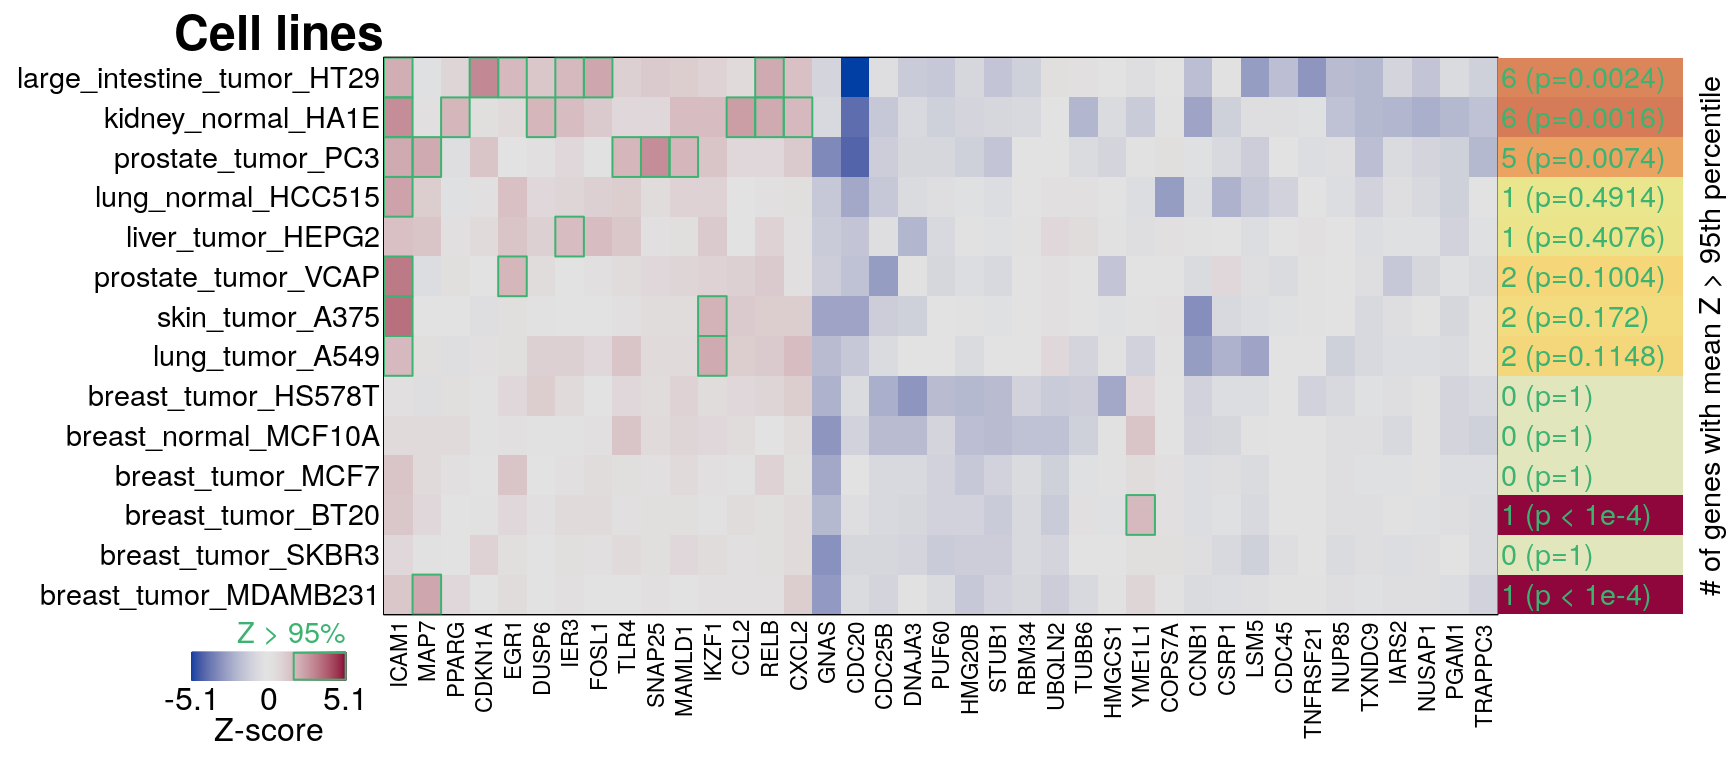 Cell lines
large_intestine_tumor_HT29 6 (p=0.0024)
kidney_normal_HA1E 6 (p=0.0016)
prostate_tumor_PC3 5 (p=0.0074)
lung_normal_HCC515 1 (p=0.4914)
liver_tumor_HEPG2 1 (p=0.4076)
prostate_tumor_VCAP 2 (p=0.1004)
skin_tumor_A375 2 (p=0.172)
lung_tumor_A549 2 (p=0.1148)
breast_tumor_HS578T 0 (p=1)
breast_normal_MCF10A 0 (p=1)
breast_tumor_MCF7 0 (p=1)
breast_tumor_BT20 1 (p < 1e-4)
breast_tumor_SKBR3 0 (p=1)
breast_tumor_MDAMB231 1 (p < 1e-4)
# of genes with mean Z > 95th percentile
ICAM1
MAP7
PPARG
CDKN1A
EGR1
DUSP6
IER3
FOSL1
TLR4
SNAP25
MAMLD1
IKZF1
CCL2
RELB
CXCL2
GNAS
CDC20
CDC25B
DNAJA3
PUF60
HMG20B
STUB1
RBM34
UBQLN2
TUBB6
HMGCS1
YME1L1
COPS7A
CCNB1
CSRP1
LSM5
CDC45
TNFRSF21
NUP85
TXNDC9
IARS2
NUSAP1
PGAM1
TRAPPC3
Z > 95%
-5.1 0 5.1
Z-score